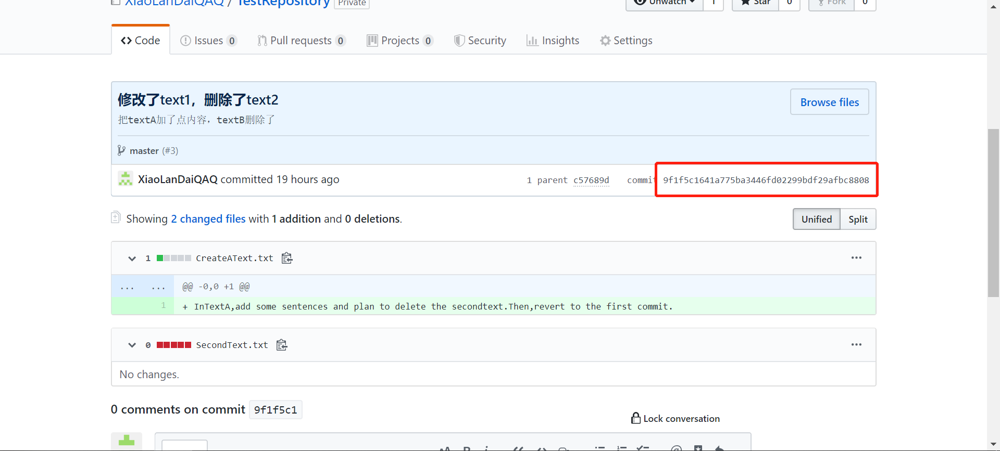 XiaoLanDaiQAQ / TestRepository Private Unwatch 1 Star 0 Fork 0
Code Issues 0 Pull requests 0 Projects 0 Security Insights Settings
修改了text1，删除了text2
Browse files
把textA加了点内容，textB删除了
master (#3)
XiaoLanDaiQAQ committed 19 hours ago 1 parent c57689d commit 9f1f5c1641a775ba3446fd02299bdf29afbc8808
Showing 2 changed files with 1 addition and 0 deletions. Unified Split
1 CreateAText.txt
... ... @@ -0,0 +1 @@
1 + InTextA,add some sentences and plan to delete the secondtext.Then,revert to the first commit.
0 SecondText.txt
No changes.
0 comments on commit 9f1f5c1
Lock conversation